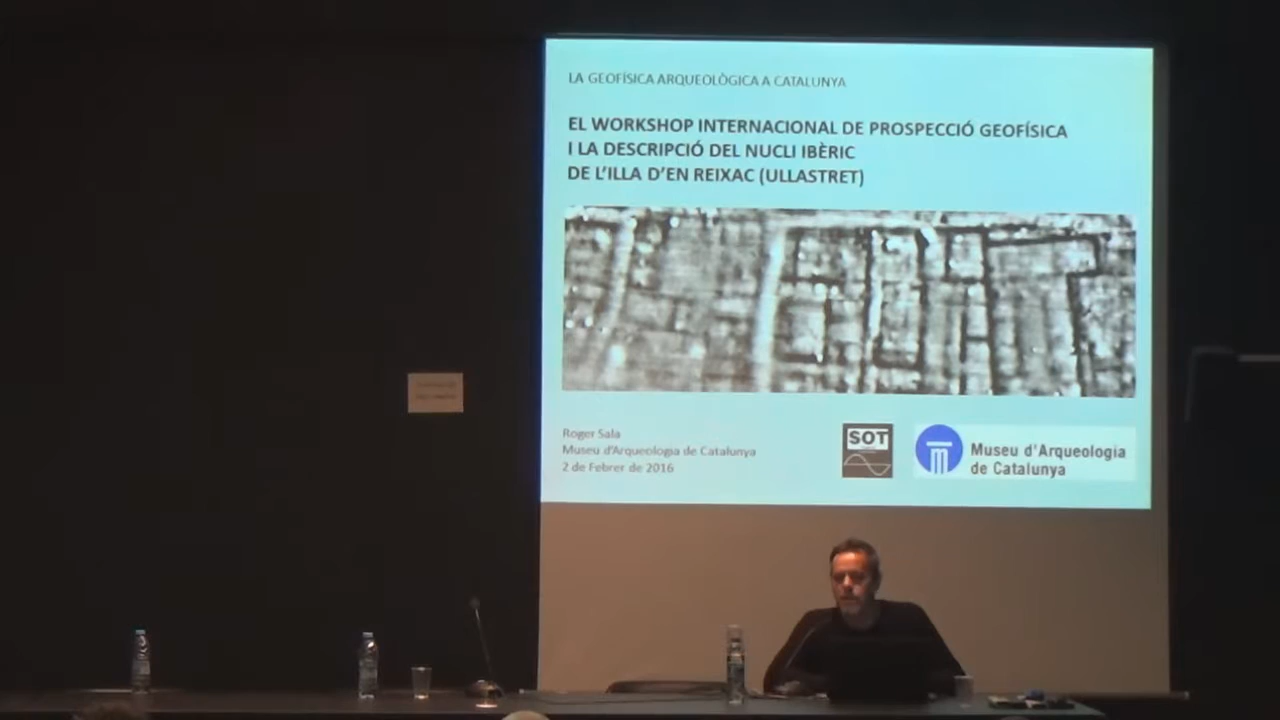 LA GEOFÍSICA ARQUEOLÒGICA A CATALUNYA
EL WORKSHOP INTERNACIONAL DE PROSPECCIÓ GEOFÍSICA
I LA DESCRIPCIÓ DEL NUCLI IBÈRIC
DE L'ILLA D'EN REIXAC (ULLASTRET)
Roger Sala
Museu d'Arqueologia de Catalunya
2 de Febrer de 2016
SOT
Museu d'Arqueologia
de Catalunya